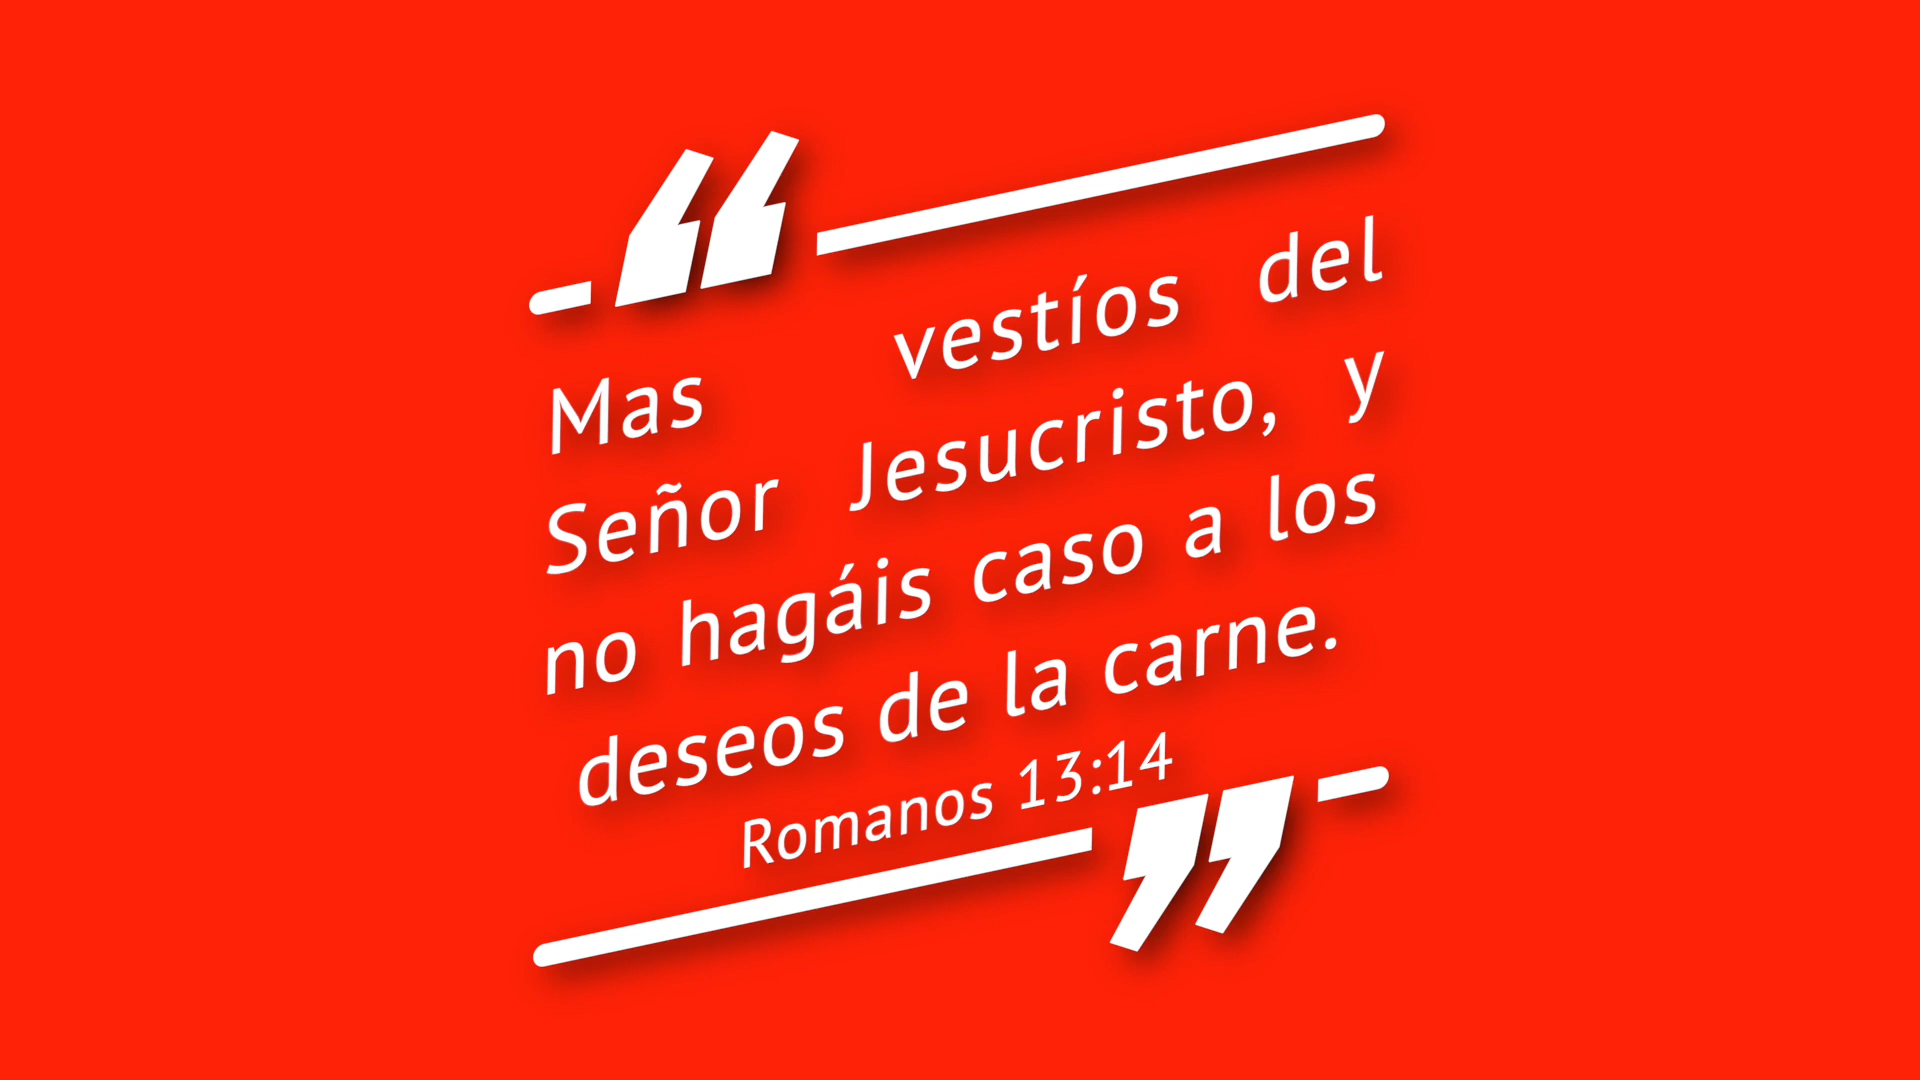 “
Mas vestíos del
Señor Jesucristo, y
no hagáis caso a los
deseos de la carne.
Romanos 13:14
”